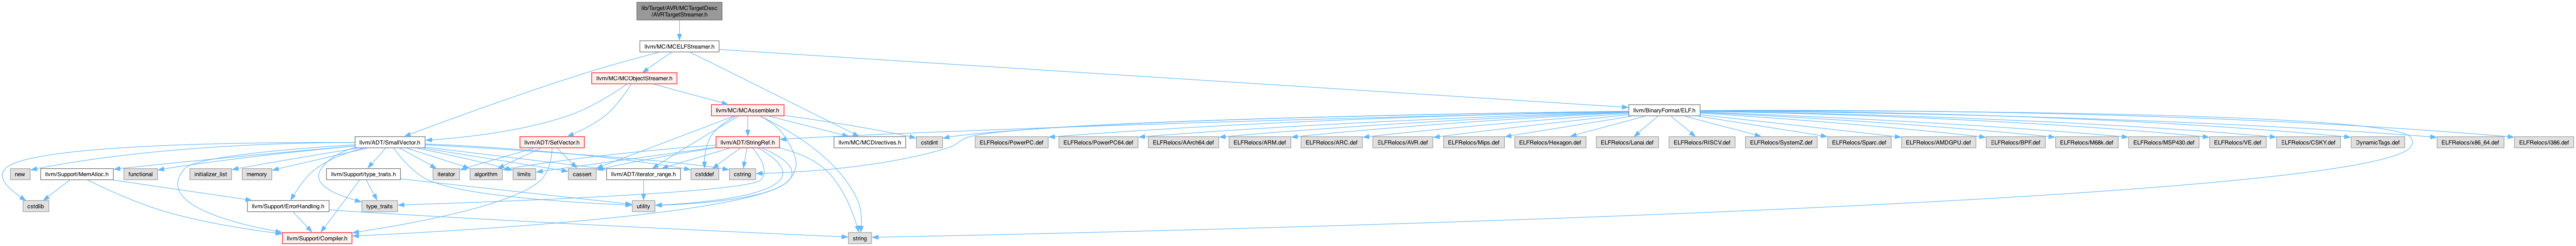 lib/Target/AVR/MCTargetDesc
/AVRTargetStreamer.h
llvm/MC/MCELFStreamer.h
llvm/MC/MCObjectStreamer.h
llvm/MC/MCAssembler.h
llvm/BinaryFormat/ELF.h
llvm/ADT/SmallVector.h
llvm/ADT/SetVector.h
llvm/ADT/StringRef.h
llvm/MC/MCDirectives.h
cstdint
ELFRelocs/PowerPC.def
ELFRelocs/PowerPC64.def
ELFRelocs/AArch64.def
ELFRelocs/ARM.def
ELFRelocs/ARC.def
ELFRelocs/AVR.def
ELFRelocs/Mips.def
ELFRelocs/Hexagon.def
ELFRelocs/Lanai.def
ELFRelocs/RISCV.def
ELFRelocs/SystemZ.def
ELFRelocs/Sparc.def
ELFRelocs/AMDGPU.def
ELFRelocs/BPF.def
ELFRelocs/M68k.def
ELFRelocs/MSP430.def
ELFRelocs/VE.def
ELFRelocs/CSKY.def
DynamicTags.def
ELFRelocs/x86_64.def
ELFRelocs/i386.def
new
llvm/Support/MemAlloc.h
functional
initializer_list
memory
llvm/Support/type_traits.h
iterator
algorithm
limits
cassert
llvm/ADT/iterator_range.h
cstddef
cstring
cstdlib
llvm/Support/ErrorHandling.h
type_traits
utility
llvm/Support/Compiler.h
string